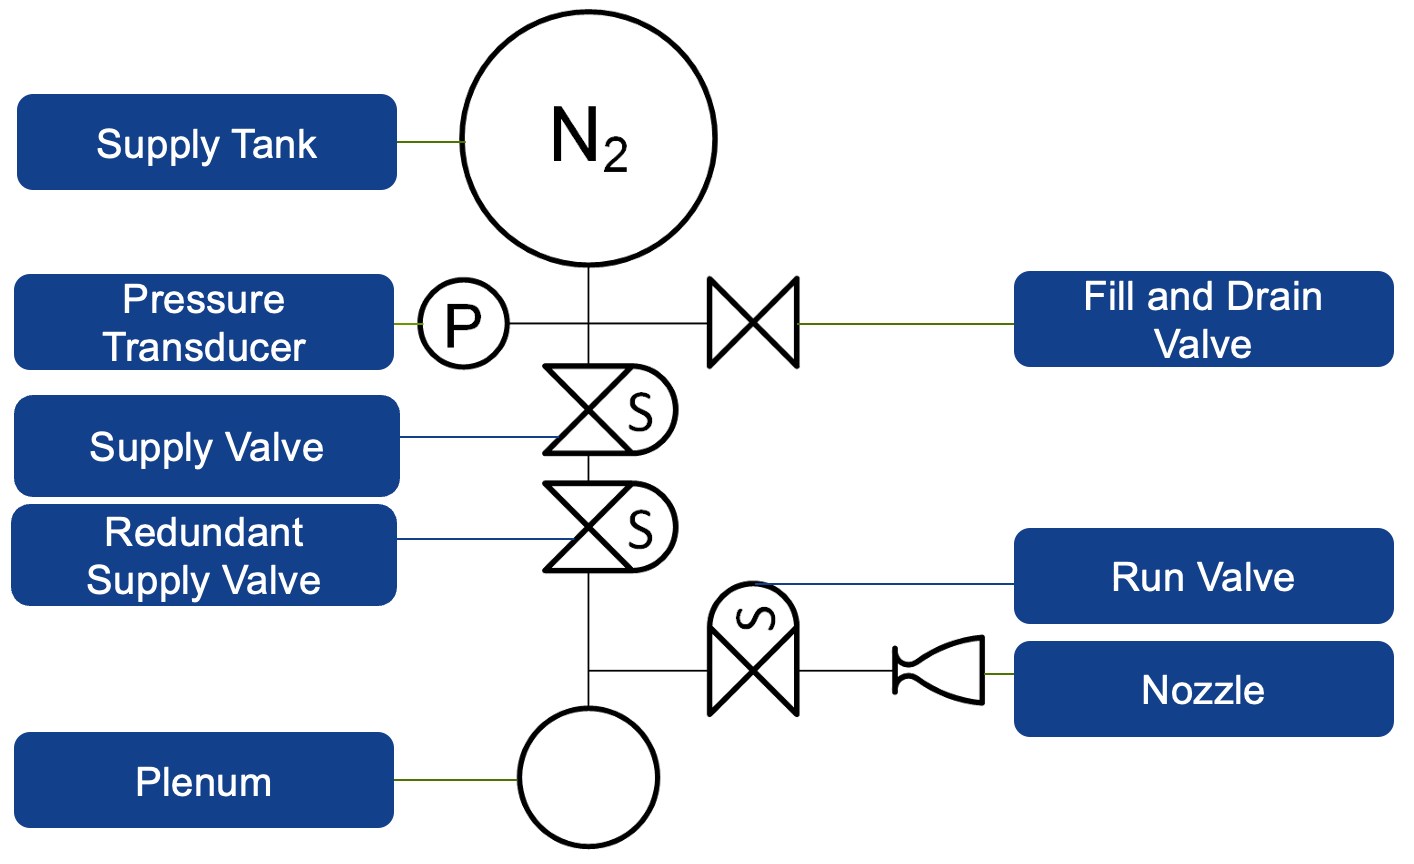 N₂
Supply Tank
Pressure
Transducer
P
Fill and Drain
Valve
S
Supply Valve
S
Redundant
Supply Valve
Run Valve
S
Nozzle
Plenum